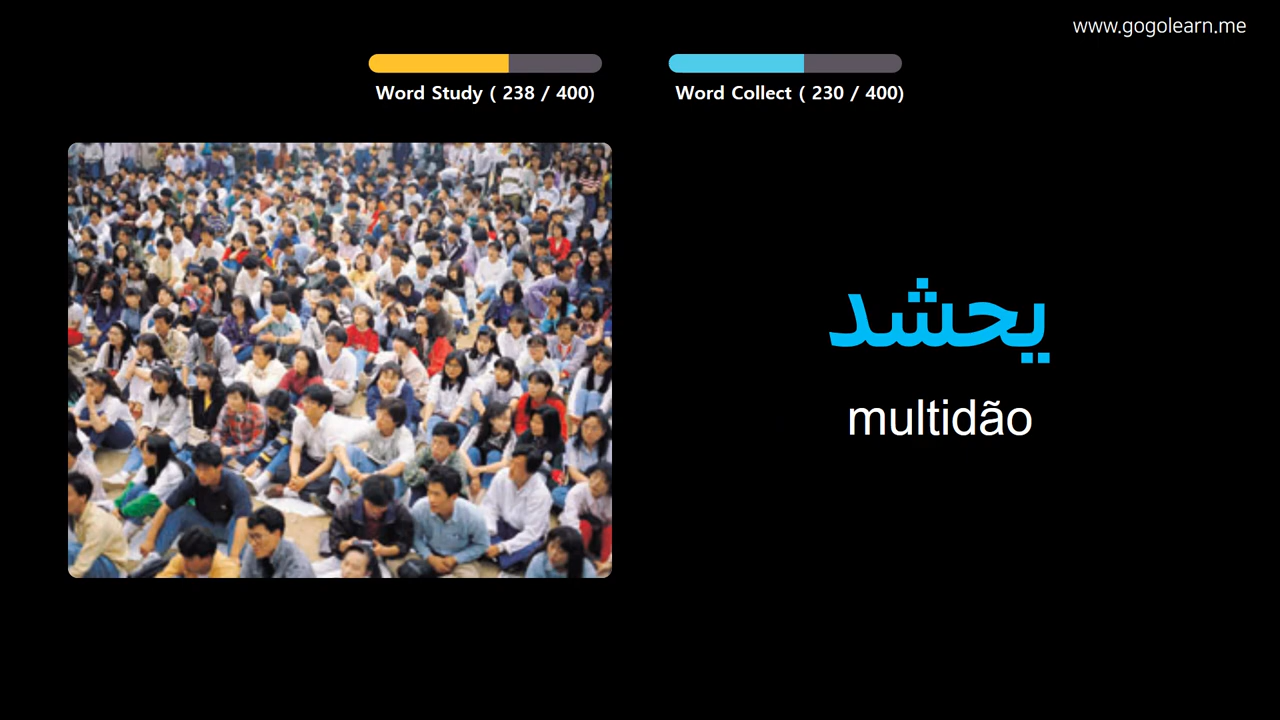 www.gogolearn.me
Word Study ( 238 / 400)
Word Collect ( 230 / 400)
يحشد
multidão